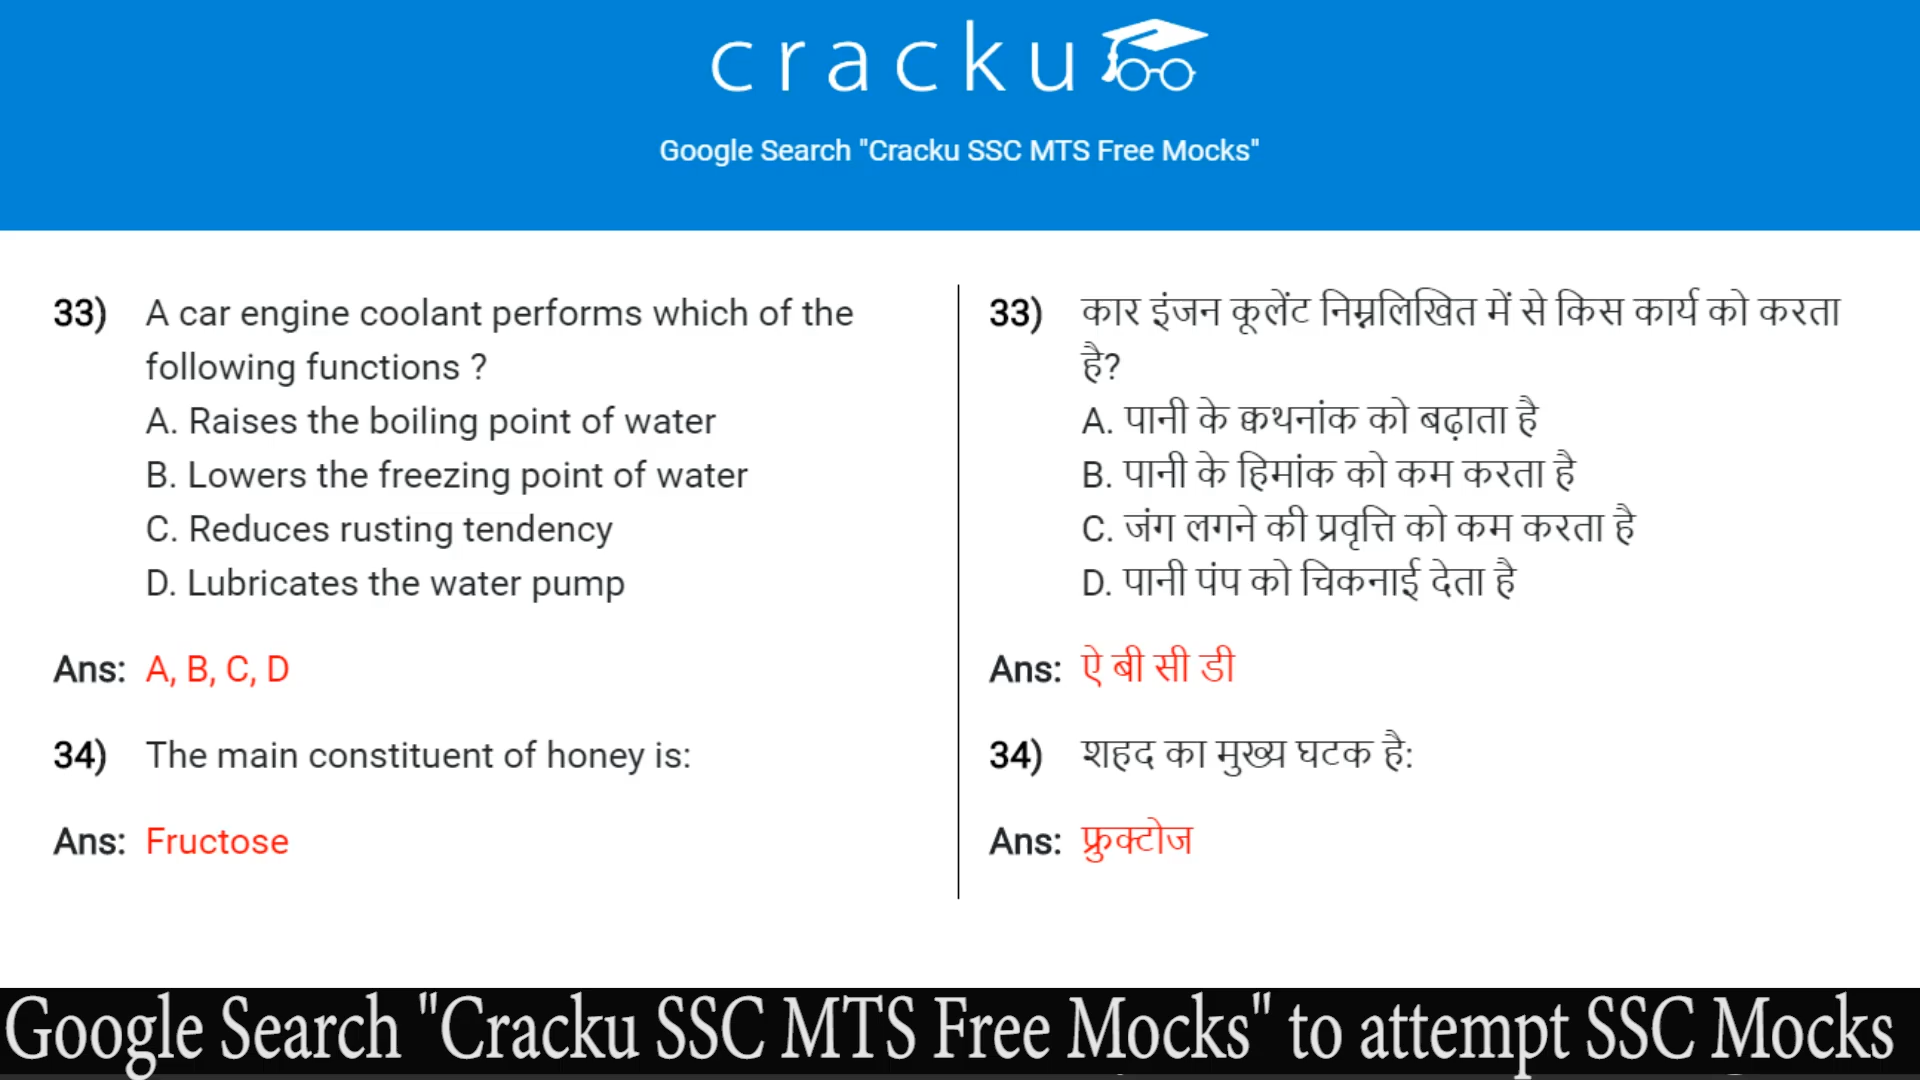 cracku
Google Search "Cracku SSC MTS Free Mocks"
33) A car engine coolant performs which of the
following functions ?
A. Raises the boiling point of water
B. Lowers the freezing point of water
C. Reduces rusting tendency
D. Lubricates the water pump
Ans: A, B, C, D
34) The main constituent of honey is:
Ans: Fructose
33) कार इंजन कूलेंट निम्नलिखित में से किस कार्य को करता
है?
A. पानी के क्वथनांक को बढ़ाता है
B. पानी के हिमांक को कम करता है
C. जंग लगने की प्रवृत्ति को कम करता है
D. पानी पंप को चिकनाई देता है
Ans: ऐ बी सी डी
34) शहद का मुख्य घटक है:
Ans: फ्रुक्टोज
Google Search "Cracku SSC MTS Free Mocks" to attempt SSC Mocks